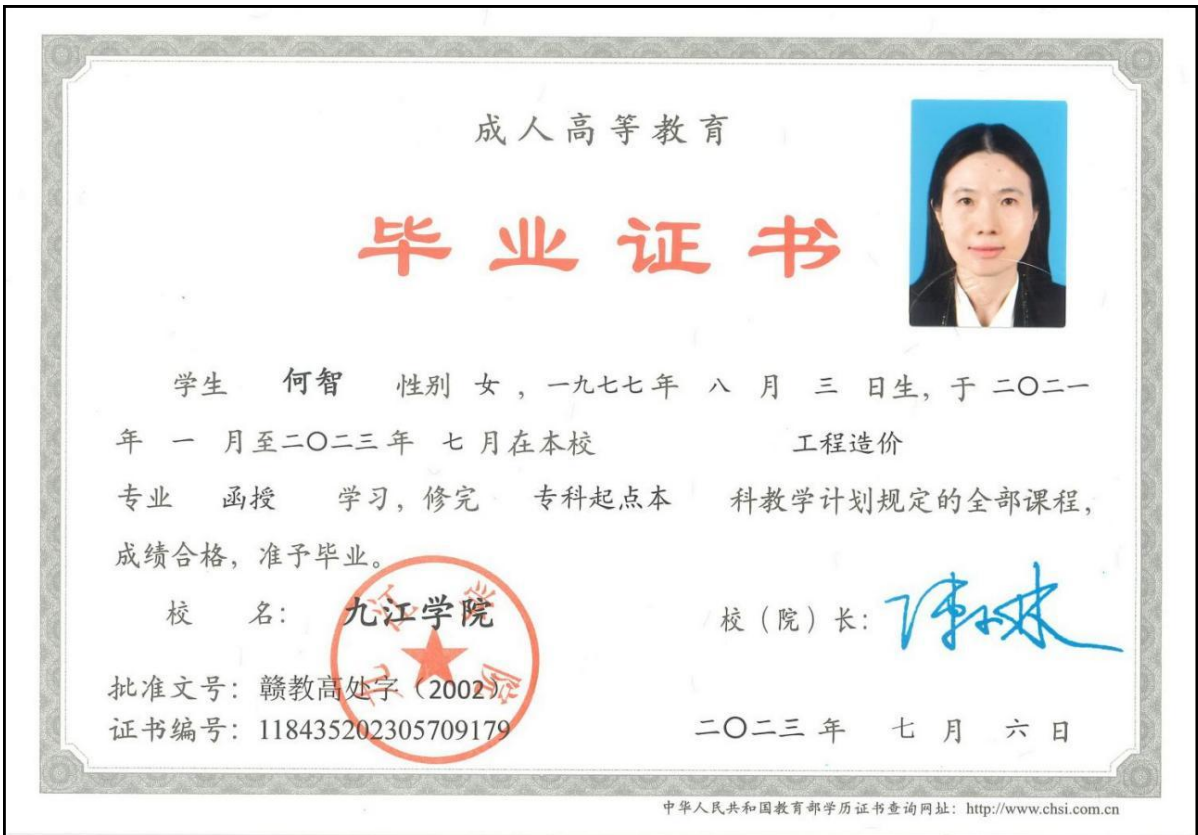 成人高等教育
毕业证书
学生 何智 性别 女 ，一九七七年 八 月 三 日生，于 二〇二一
年 一 月至二〇二三年 七 月在本校 工程造价
专业 函授 学习，修完 专科起点本 科教学计划规定的全部课程，
成绩合格，准予毕业。
校 名： 九江学院 校（院）长：
九江学院
批准文号：赣教高处字（2002）
证书编号：118435202305709179 二〇二三 年 七 月 六 日
中华人民共和国教育部学历证书查询网址：http://www.chsi.com.cn